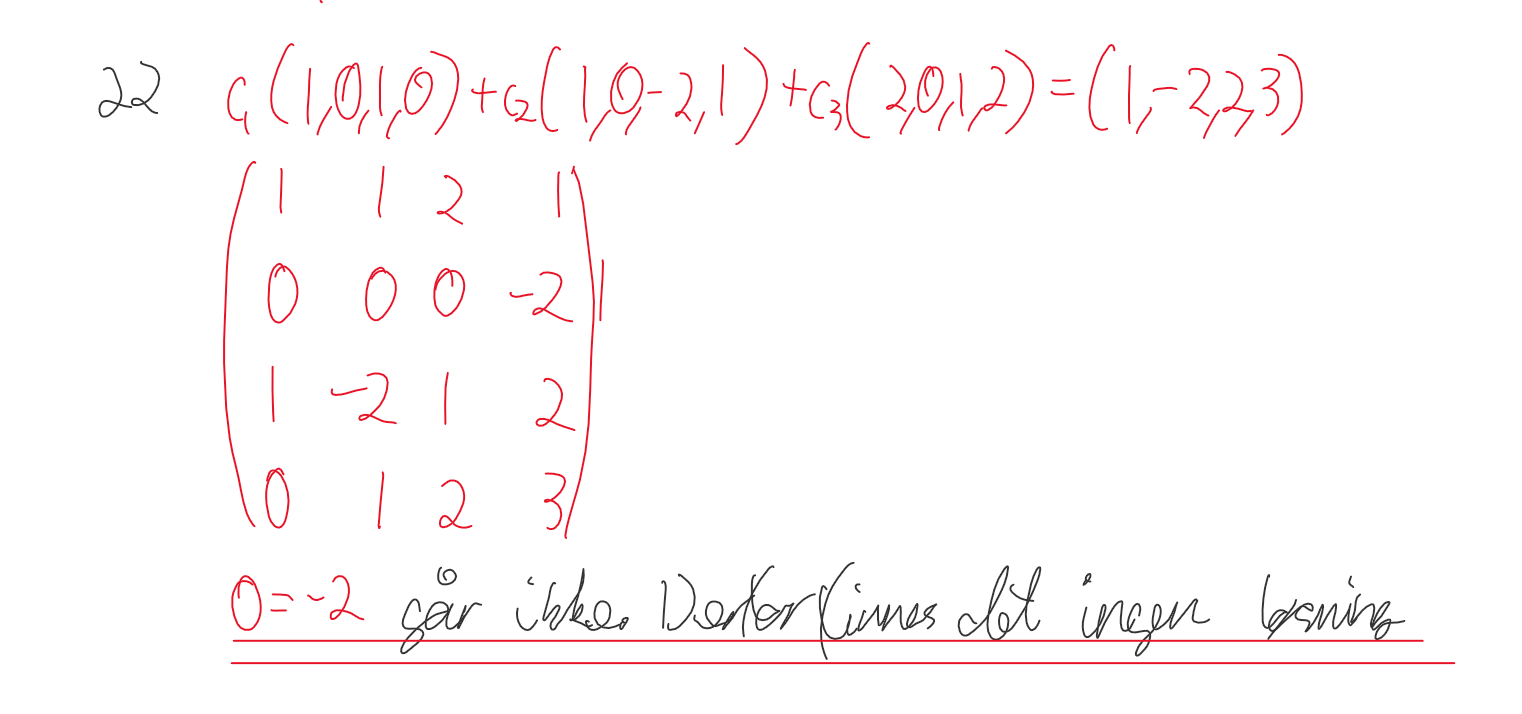 22 c₁(1,0,1,0)+c₂(1,0,-2,1)+c₃(2,0,1,2)=(1,-2,2,3)
1 1 2 1
0 0 0 -2
1 -2 1 2
0 1 2 3
0=-2 går ikke. Derfor finnes det ingen løsning